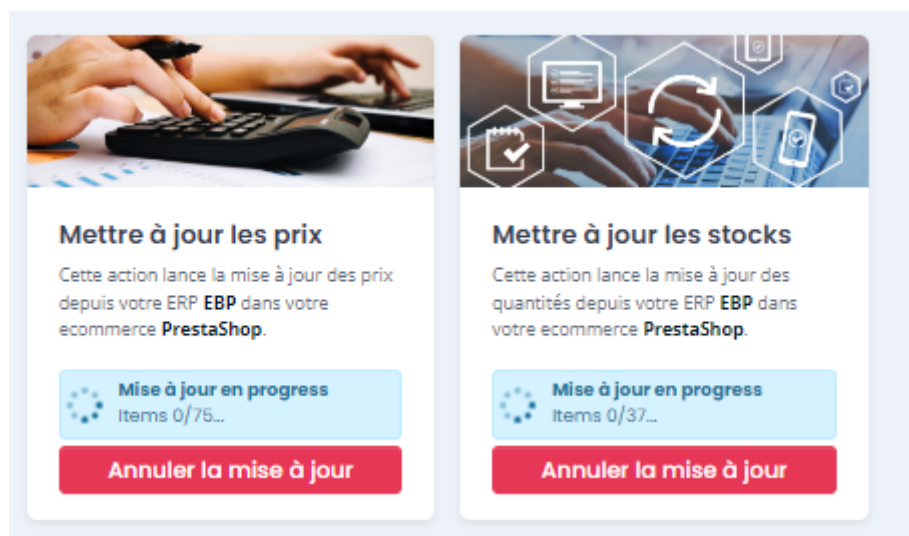 Mettre à jour les prix
Cette action lance la mise à jour des prix
depuis votre ERP EBP dans votre
ecommerce PrestaShop.
Mise à jour en progress
Items 0/75...
Annuler la mise à jour
Mettre à jour les stocks
Cette action lance la mise à jour des
quantités depuis votre ERP EBP dans
votre ecommerce PrestaShop.
Mise à jour en progress
Items 0/37...
Annuler la mise à jour